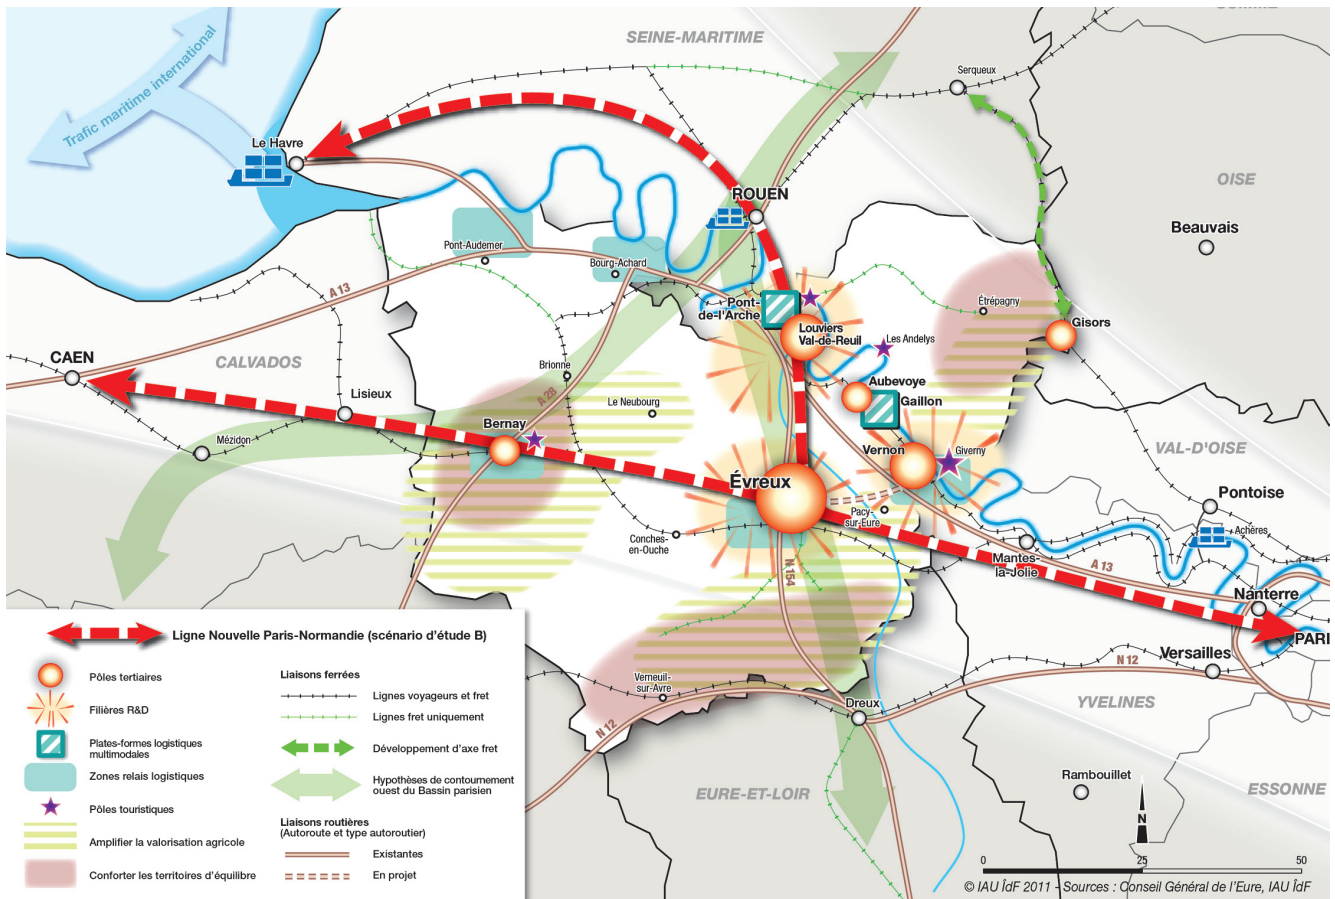 SOMME
SEINE-MARITIME
Trafic maritime international
Serqueux
Le Havre
OISE
ROUEN
Beauvais
Pont-Audemer
Bourg-Achard
A 13
Pont-
de-l'Arche
Étrépagny
Louviers
Val-de-Reuil
Gisors
Les Andelys
CAEN
CALVADOS
Brionne
Aubevoye
Lisieux
A 28
Le Neubourg
Gaillon
Bernay
Mézidon
Vernon
Giverny
VAL-D'OISE
Évreux
Pontoise
Pacy-
sur-Eure
Achères
Conches-
en-Ouche
Mantes-
la-Jolie
A 13
N 154
Nanterre
PARI
Versailles
N 12
Verneuil-
sur-Avre
Dreux
N 12
YVELINES
Rambouillet
EURE-ET-LOIR
ESSONNE
N
0
25
50
© IAU ÎdF 2011 - Sources : Conseil Général de l'Eure, IAU ÎdF
Ligne Nouvelle Paris-Normandie (scénario d'étude B)
Pôles tertiaires
Filières R&D
Plates-formes logistiques
multimodales
Zones relais logistiques
Pôles touristiques
Amplifier la valorisation agricole
Conforter les territoires d'équilibre
Liaisons ferrées
Lignes voyageurs et fret
Lignes fret uniquement
Développement d'axe fret
Hypothèses de contournement
ouest du Bassin parisien
Liaisons routières
(Autoroute et type autoroutier)
Existantes
En projet